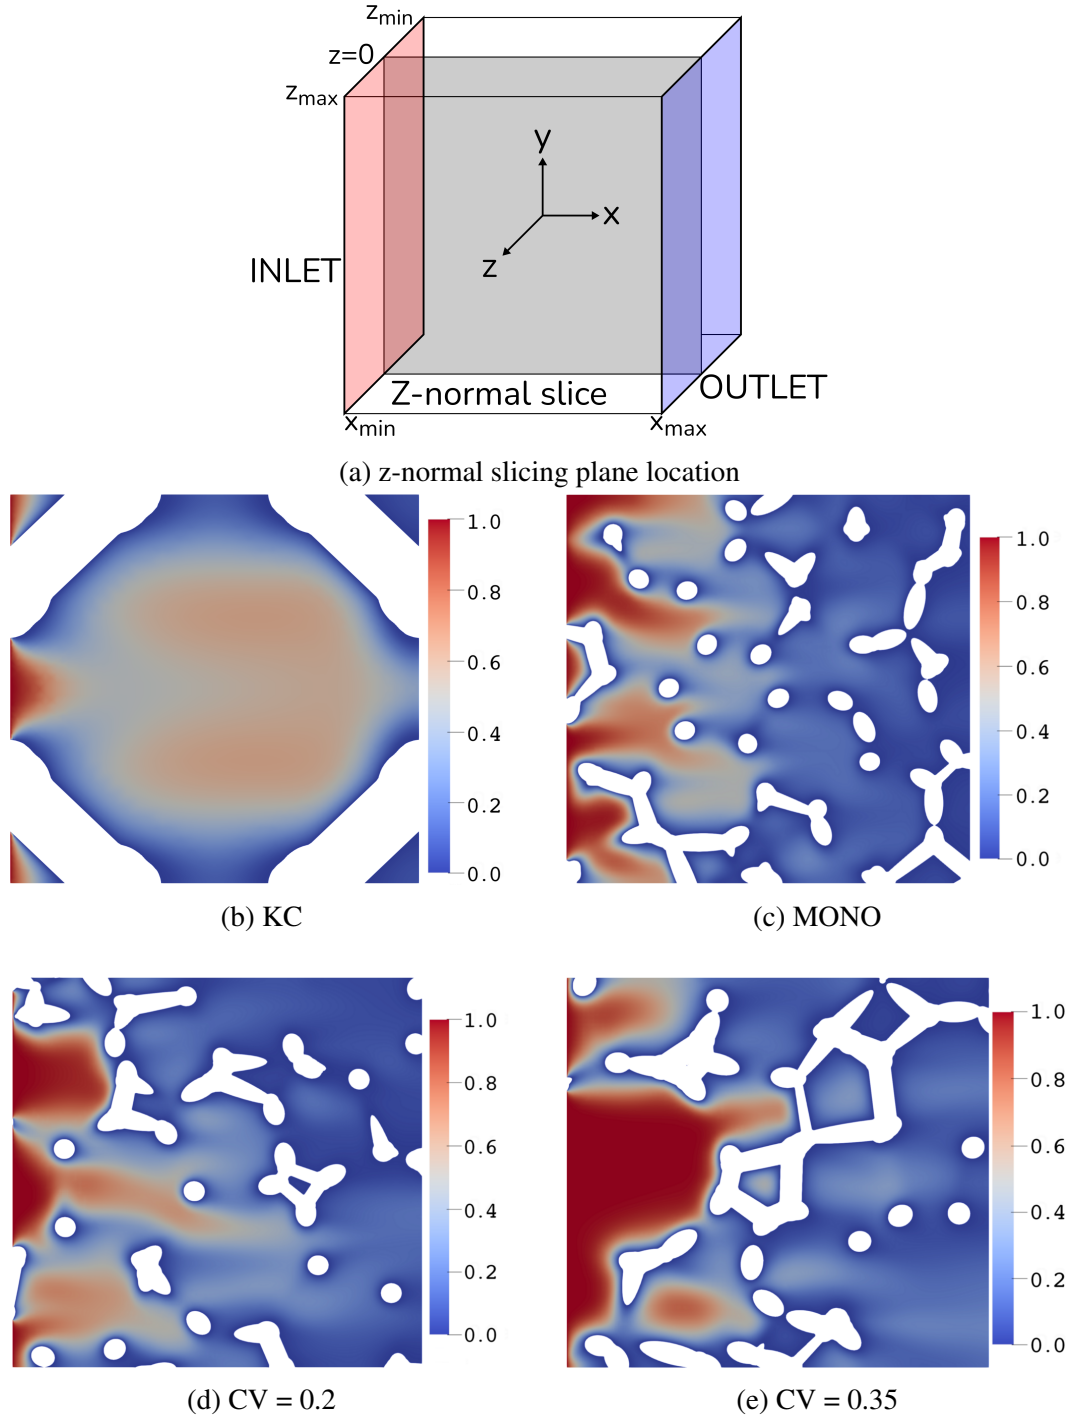 zmin
z=0
zmax
y
x
z
INLET
Z-normal slice
OUTLET
xmin
xmax
(a) z-normal slicing plane location
1.0
0.8
0.6
0.4
0.2
0.0
1.0
0.8
0.6
0.4
0.2
0.0
(b) KC
(c) MONO
1.0
0.8
0.6
0.4
0.2
0.0
1.0
0.8
0.6
0.4
0.2
0.0
(d) CV = 0.2
(e) CV = 0.35